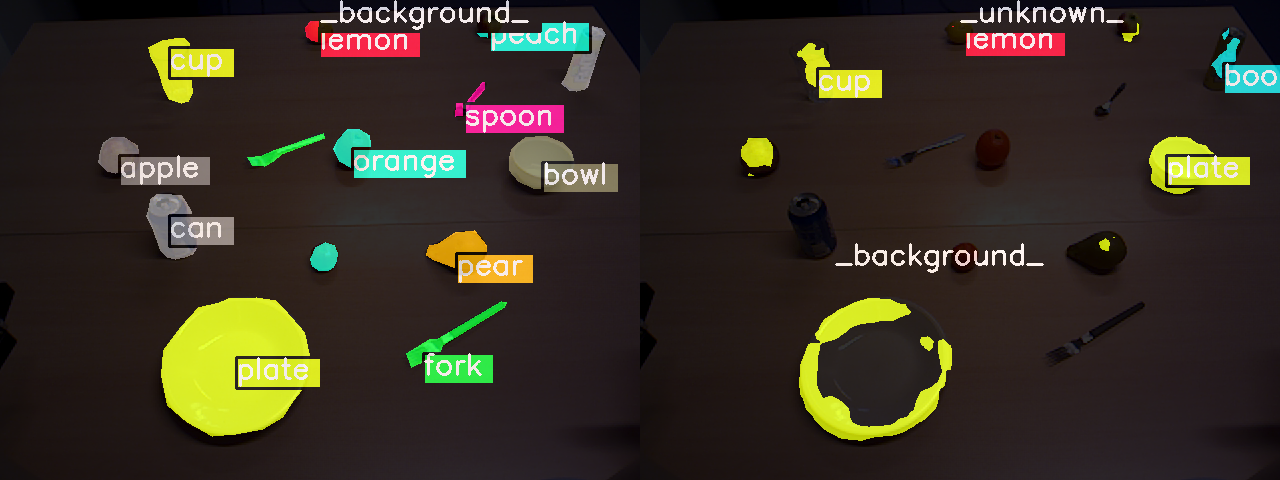 _background_
lemon
peach
cup
spoon
apple
orange
bowl
can
pear
plate
fork
_unknown_
lemon
cup
boo
plate
_background_